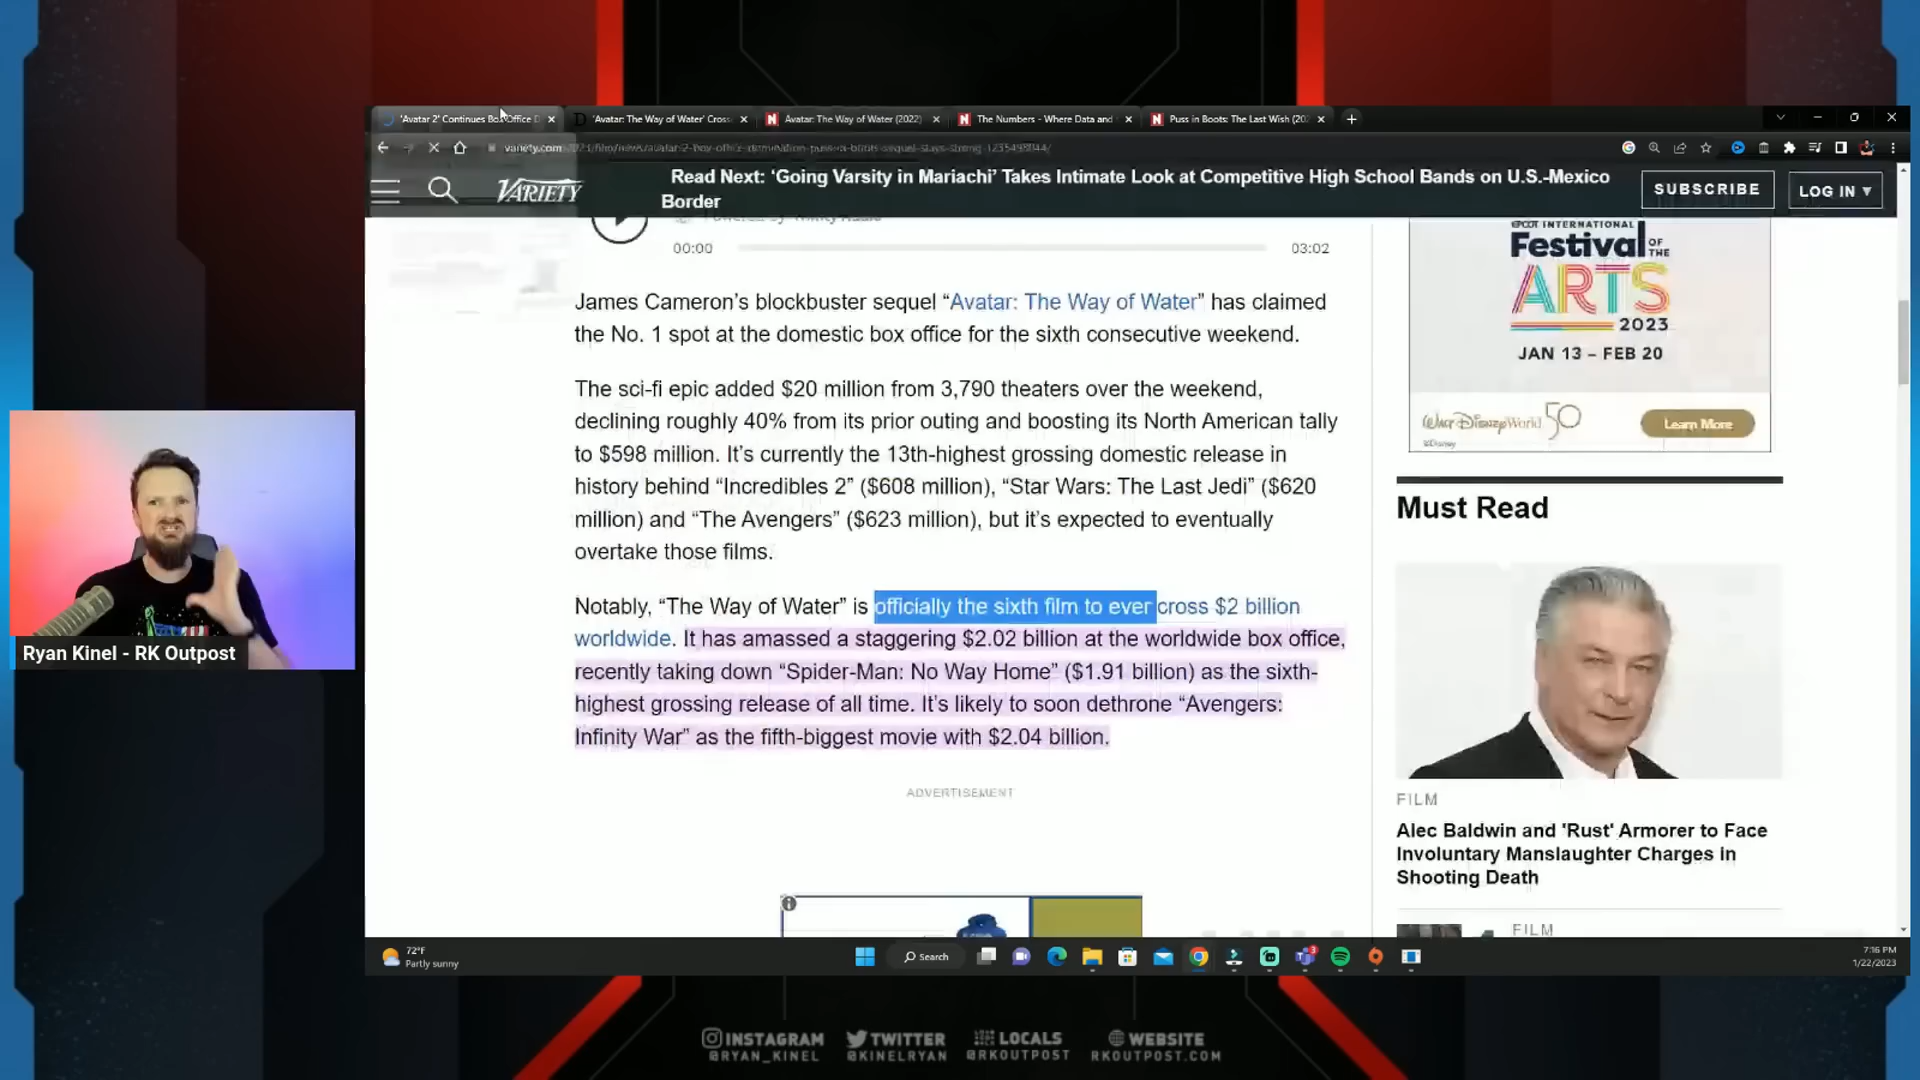 'Avatar 2' Continues Box Office D
'Avatar: The Way of Water' Cross
Avatar: The Way of Water (2022)
The Numbers - Where Data and
Puss in Boots: The Last Wish (20
variety.com
VARIETY
Read Next: ‘Going Varsity in Mariachi’ Takes Intimate Look at Competitive High School Bands on U.S.-Mexico
Border
SUBSCRIBE
LOG IN
00:00
03:02
James Cameron’s blockbuster sequel “Avatar: The Way of Water” has claimed
the No. 1 spot at the domestic box office for the sixth consecutive weekend.
The sci-fi epic added $20 million from 3,790 theaters over the weekend,
declining roughly 40% from its prior outing and boosting its North American tally
to $598 million. It’s currently the 13th-highest grossing domestic release in
history behind “Incredibles 2” ($608 million), “Star Wars: The Last Jedi” ($620
million) and “The Avengers” ($623 million), but it’s expected to eventually
overtake those films.
Notably, “The Way of Water” is officially the sixth film to ever cross $2 billion
worldwide. It has amassed a staggering $2.02 billion at the worldwide box office,
recently taking down “Spider-Man: No Way Home” ($1.91 billion) as the sixth-
highest grossing release of all time. It’s likely to soon dethrone “Avengers:
Infinity War” as the fifth-biggest movie with $2.04 billion.
ADVERTISEMENT
EPCOT INTERNATIONAL
Festival OF THE
ARTS
2023
JAN 13 – FEB 20
Walt Disney World 50
Learn More
©Disney
Must Read
FILM
Alec Baldwin and 'Rust' Armorer to Face
Involuntary Manslaughter Charges in
Shooting Death
FILM
Ryan Kinel - RK Outpost
72°F
Partly sunny
Search
7:16 PM
1/22/2023
INSTAGRAM
@RYAN_KINEL
TWITTER
@KINELRYAN
LOCALS
@RKOUTPOST
WEBSITE
RKOUTPOST.COM